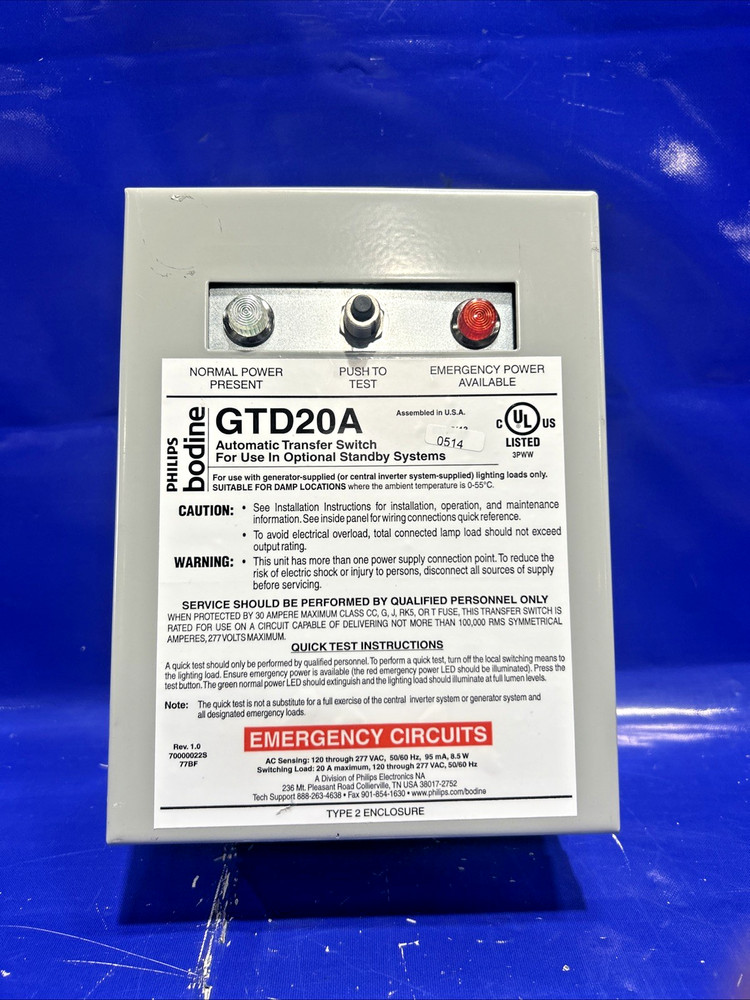 NORMAL POWER
PRESENT
PUSH TO
TEST
EMERGENCY POWER
AVAILABLE
PHILIPS
bodine
GTD20A
Assembled in U.S.A.
0514
Automatic Transfer Switch
For Use In Optional Standby Systems
C UL US
LISTED
3PWW
For use with generator-supplied (or central inverter system-supplied) lighting loads only.
SUITABLE FOR DAMP LOCATIONS where the ambient temperature is 0-55°C.
CAUTION: • See Installation Instructions for installation, operation, and maintenance
information. See inside panel for wiring connections quick reference.
• To avoid electrical overload, total connected lamp load should not exceed
output rating.
WARNING: • This unit has more than one power supply connection point. To reduce the
risk of electric shock or injury to persons, disconnect all sources of supply
before servicing.
SERVICE SHOULD BE PERFORMED BY QUALIFIED PERSONNEL ONLY
WHEN PROTECTED BY 30 AMPERE MAXIMUM CLASS CC, G, J, RK5, OR T FUSE, THIS TRANSFER SWITCH IS
RATED FOR USE ON A CIRCUIT CAPABLE OF DELIVERING NOT MORE THAN 100,000 RMS SYMMETRICAL
AMPERES, 277 VOLTS MAXIMUM.
QUICK TEST INSTRUCTIONS
A quick test should only be performed by qualified personnel. To perform a quick test, turn off the local switching means to
the lighting load. Ensure emergency power is available (the red emergency power LED should be illuminated). Press the
test button. The green normal power LED should extinguish and the lighting load should illuminate at full lumen levels.
Note: The quick test is not a substitute for a full exercise of the central inverter system or generator system and
all designated emergency loads.
EMERGENCY CIRCUITS
Rev. 1.0
70000022S
77BF
AC Sensing: 120 through 277 VAC, 50/60 Hz, 95 mA, 8.5 W
Switching Load: 20 A maximum, 120 through 277 VAC, 50/60 Hz
A Division of Philips Electronics NA
236 Mt. Pleasant Road Collierville, TN USA 38017-2752
Tech Support 888-263-4638 • Fax 901-854-1630 • www.philips.com/bodine
TYPE 2 ENCLOSURE